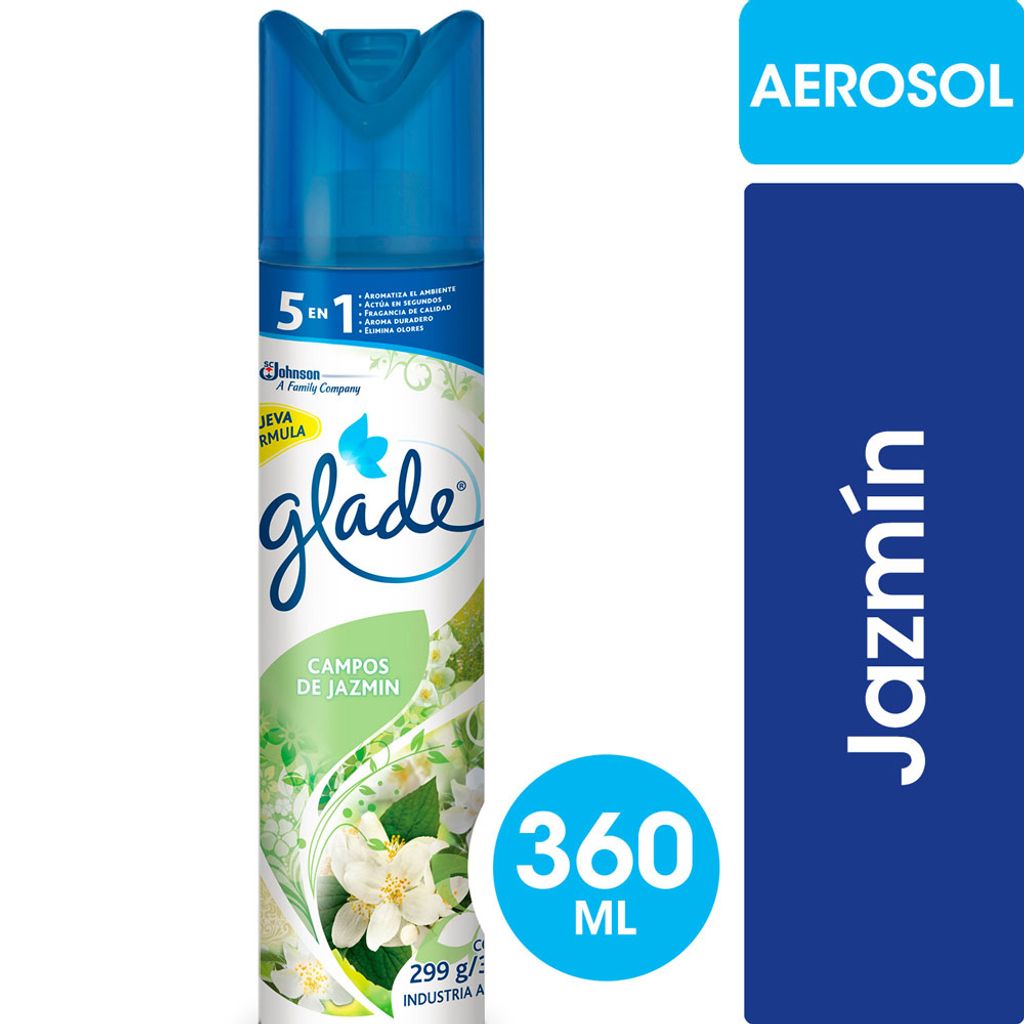 AEROSOL
5 EN 1
• AROMATIZA EL AMBIENTE
• ACTÚA EN SEGUNDOS
• FRAGANCIA DE CALIDAD
• AROMA DURADERO
• ELIMINA OLORES
SC Johnson
A Family Company
glade®
CAMPOS
DE JAZMIN
299 g/3
INDUSTRIA A
360
ML
Jazmín